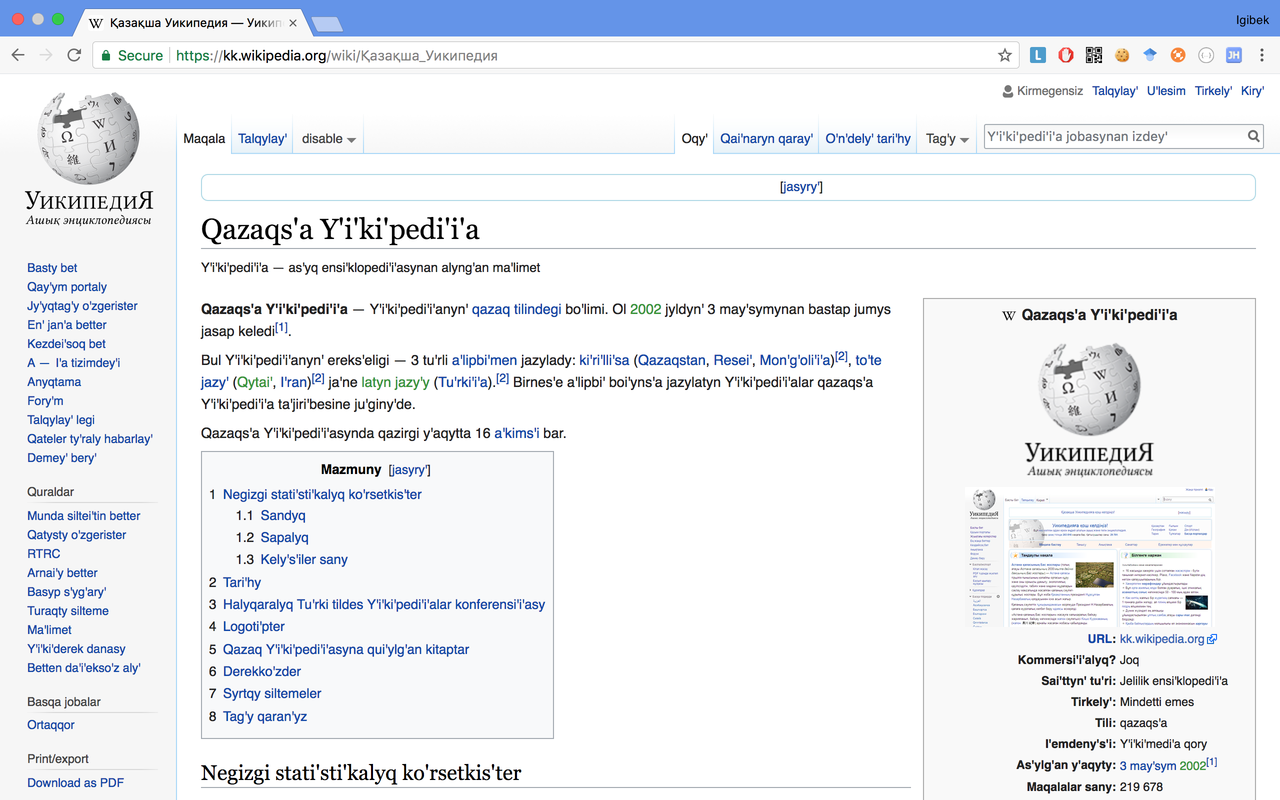 Қазақша Уикипедия — Уикип
Igibek
Secure https://kk.wikipedia.org/wiki/Қазақша_Уикипедия
L
JH
Kirmegensiz Talqylay' U'lesim Tirkely' Kiry'
Maqala Talqylay' disable Oqy' Qai'naryn qaray' O'n'dely' tari'hy Tag'y Y'i'ki'pedi'i'a jobasynan izdey'
УикипедиЯ
Ашық энциклопедиясы
[jasyry']
Qazaqs'a Y'i'ki'pedi'i'a
Y'i'ki'pedi'i'a — as'yq ensi'klopedi'i'asynan alyng'an ma'limet
Basty bet
Qay'ym portaly
Jy'yqtag'y o'zgerister
En' jan'a better
Kezdei'soq bet
A — I'a tizimdey'i
Anyqtama
Fory'm
Talqylay' legi
Qateler ty'raly habarlay'
Demey' bery'
Quraldar
Munda siltei'tin better
Qatysty o'zgerister
RTRC
Arnai'y better
Basyp s'yg'ary'
Turaqty silteme
Ma'limet
Y'i'ki'derek danasy
Betten da'i'ekso'z aly'
Basqa jobalar
Ortaqqor
Print/export
Download as PDF
Qazaqs'a Y'i'ki'pedi'i'a — Y'i'ki'pedi'i'anyn' qazaq tilindegi bo'limi. Ol 2002 jyldyn' 3 may'symynan bastap jumys
jasap keledi[1].
Bul Y'i'ki'pedi'i'anyn' ereks'eligi — 3 tu'rli a'lipbi'men jazylady: ki'ri'lli'sa (Qazaqstan, Resei', Mon'g'oli'i'a)[2], to'te
jazy' (Qytai', I'ran)[2] ja'ne latyn jazy'y (Tu'rki'i'a).[2] Birnes'e a'lipbi' boi'yns'a jazylatyn Y'i'ki'pedi'i'alar qazaqs'a
Y'i'ki'pedi'i'a ta'jiri'besine ju'giny'de.
Qazaqs'a Y'i'ki'pedi'i'asynda qazirgi y'aqytta 16 a'kims'i bar.
Mazmuny [jasyry']
1 Negizgi stati'sti'kalyq ko'rsetkis'ter
1.1 Sandyq
1.2 Sapalyq
1.3 Kely's'iler sany
2 Tari'hy
3 Halyqaralyq Tu'rki tildes Y'i'ki'pedi'i'alar konferensi'i'asy
4 Logoti'pter
5 Qazaq Y'i'ki'pedi'i'asyna qui'ylg'an kitaptar
6 Derekko'zder
7 Syrtqy siltemeler
8 Tag'y qaran'yz
Negizgi stati'sti'kalyq ko'rsetkis'ter
Qazaqs'a Y'i'ki'pedi'i'a
УикипедиЯ
Ашық энциклопедиясы
URL: kk.wikipedia.org
Kommersi'i'alyq? Joq
Sai'ttyn' tu'ri: Jelilik ensi'klopedi'i'a
Tirkely': Mindetti emes
Tili: qazaqs'a
I'emdeny's'i: Y'i'ki'medi'a qory
As'ylg'an y'aqyty: 3 may'sym 2002[1]
Maqalalar sany: 219 678